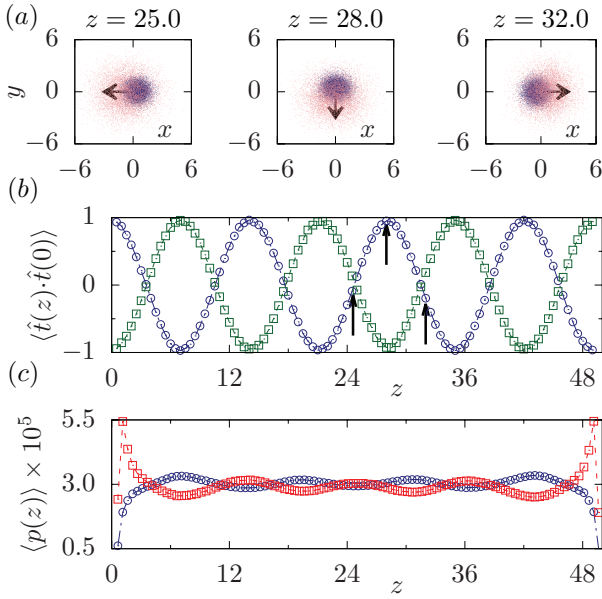 (a) z = 25.0 z = 28.0 z = 32.0
6 6 6
y 0 0 0
x x x
−6 −6 −6
−6 0 6 −6 0 6 −6 0 6
(b)
1
⟨t̂(z)·t̂(0)⟩ 0
−1
0 12 24 z 36 48
(c)
5.5
⟨p(z)⟩ × 10⁵ 3.0
0.5
0 12 24 z 36 48